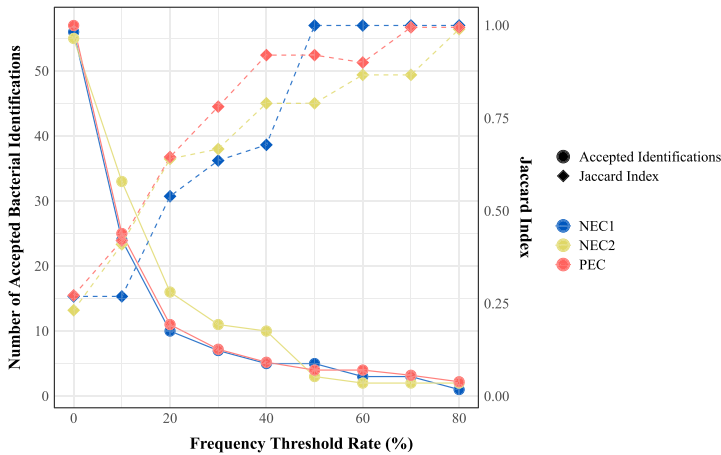 Number of Accepted Bacterial Identifications
50
40
30
20
10
0
0
20
40
60
80
Frequency Threshold Rate (%)
1.00
0.75
0.50
0.25
0.00
Jaccard Index
Accepted Identifications
Jaccard Index
NEC1
NEC2
PEC